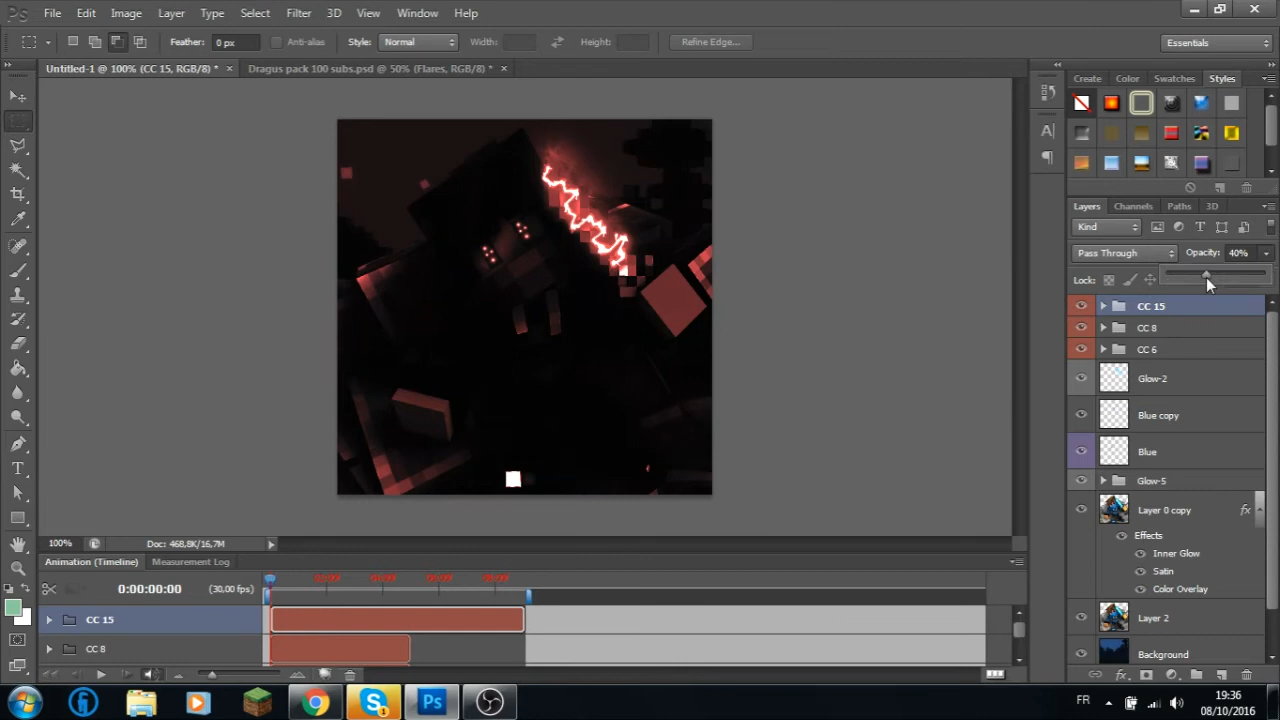 Ps File Edit Image Layer Type Select Filter 3D View Window Help
Feather: 0 px Anti-alias Style: Normal Width: Height: Refine Edge... Essentials
Untitled-1 @ 100% (CC 15, RGB/8) * × Dragus pack 100 subs.psd @ 50% (Flares, RGB/8) * ×
Create Color Swatches Styles
Layers Channels Paths 3D
Kind
Pass Through Opacity: 40%
Lock:
CC 15
CC 8
CC 6
Glow-2
Blue copy
Blue
Glow-5
Layer 0 copy fx
Effects
Inner Glow
Satin
Color Overlay
Layer 2
Background
100% Doc: 468,8K/16,7M
Animation (Timeline) Measurement Log
0:00:00:00 (30,00 fps)
CC 15
CC 8
FR 19:36
08/10/2016